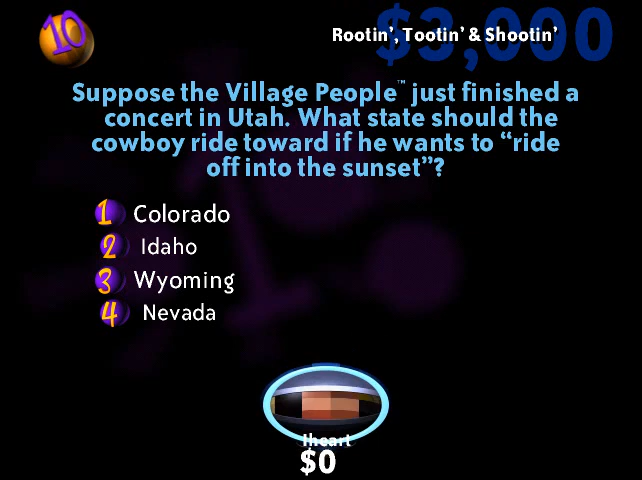 10
Rootin', Tootin' & Shootin'
$3,000
Suppose the Village People™ just finished a
concert in Utah. What state should the
cowboy ride toward if he wants to “ride
off into the sunset”?
1 Colorado
2 Idaho
3 Wyoming
4 Nevada
Iheart
$0